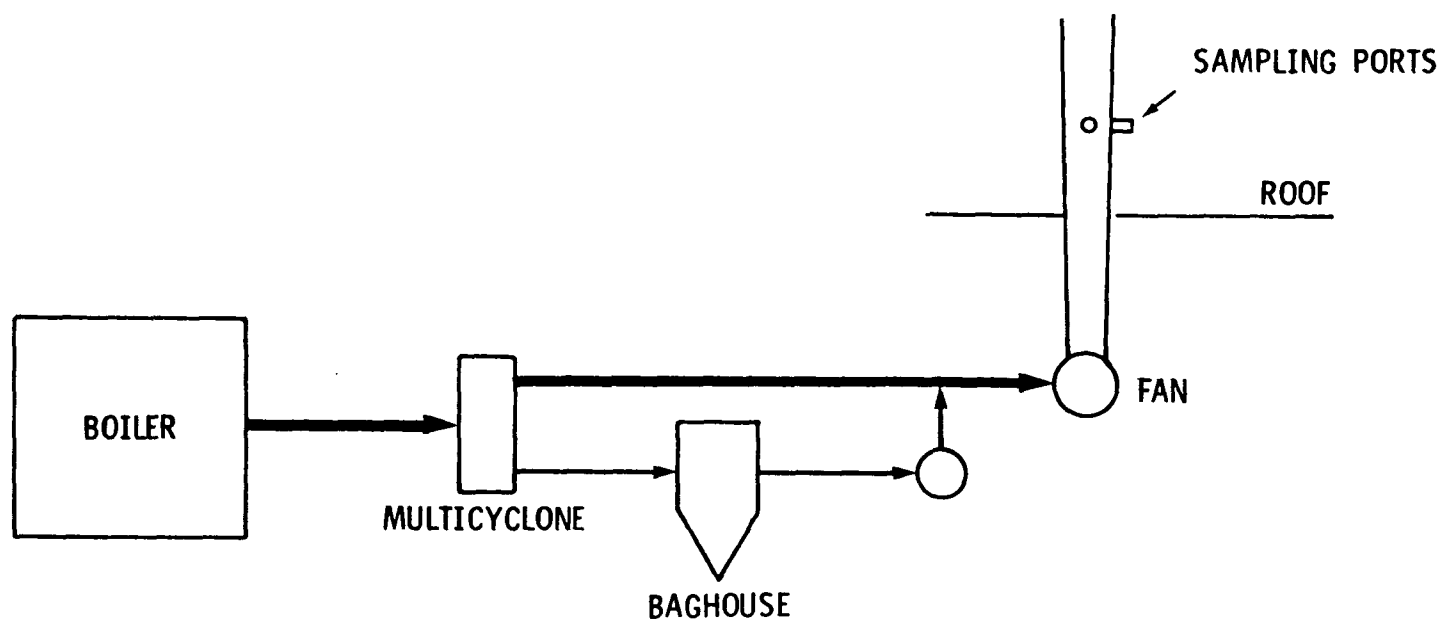 SAMPLING PORTS
ROOF
FAN
BOILER
MULTICYCLONE
BAGHOUSE